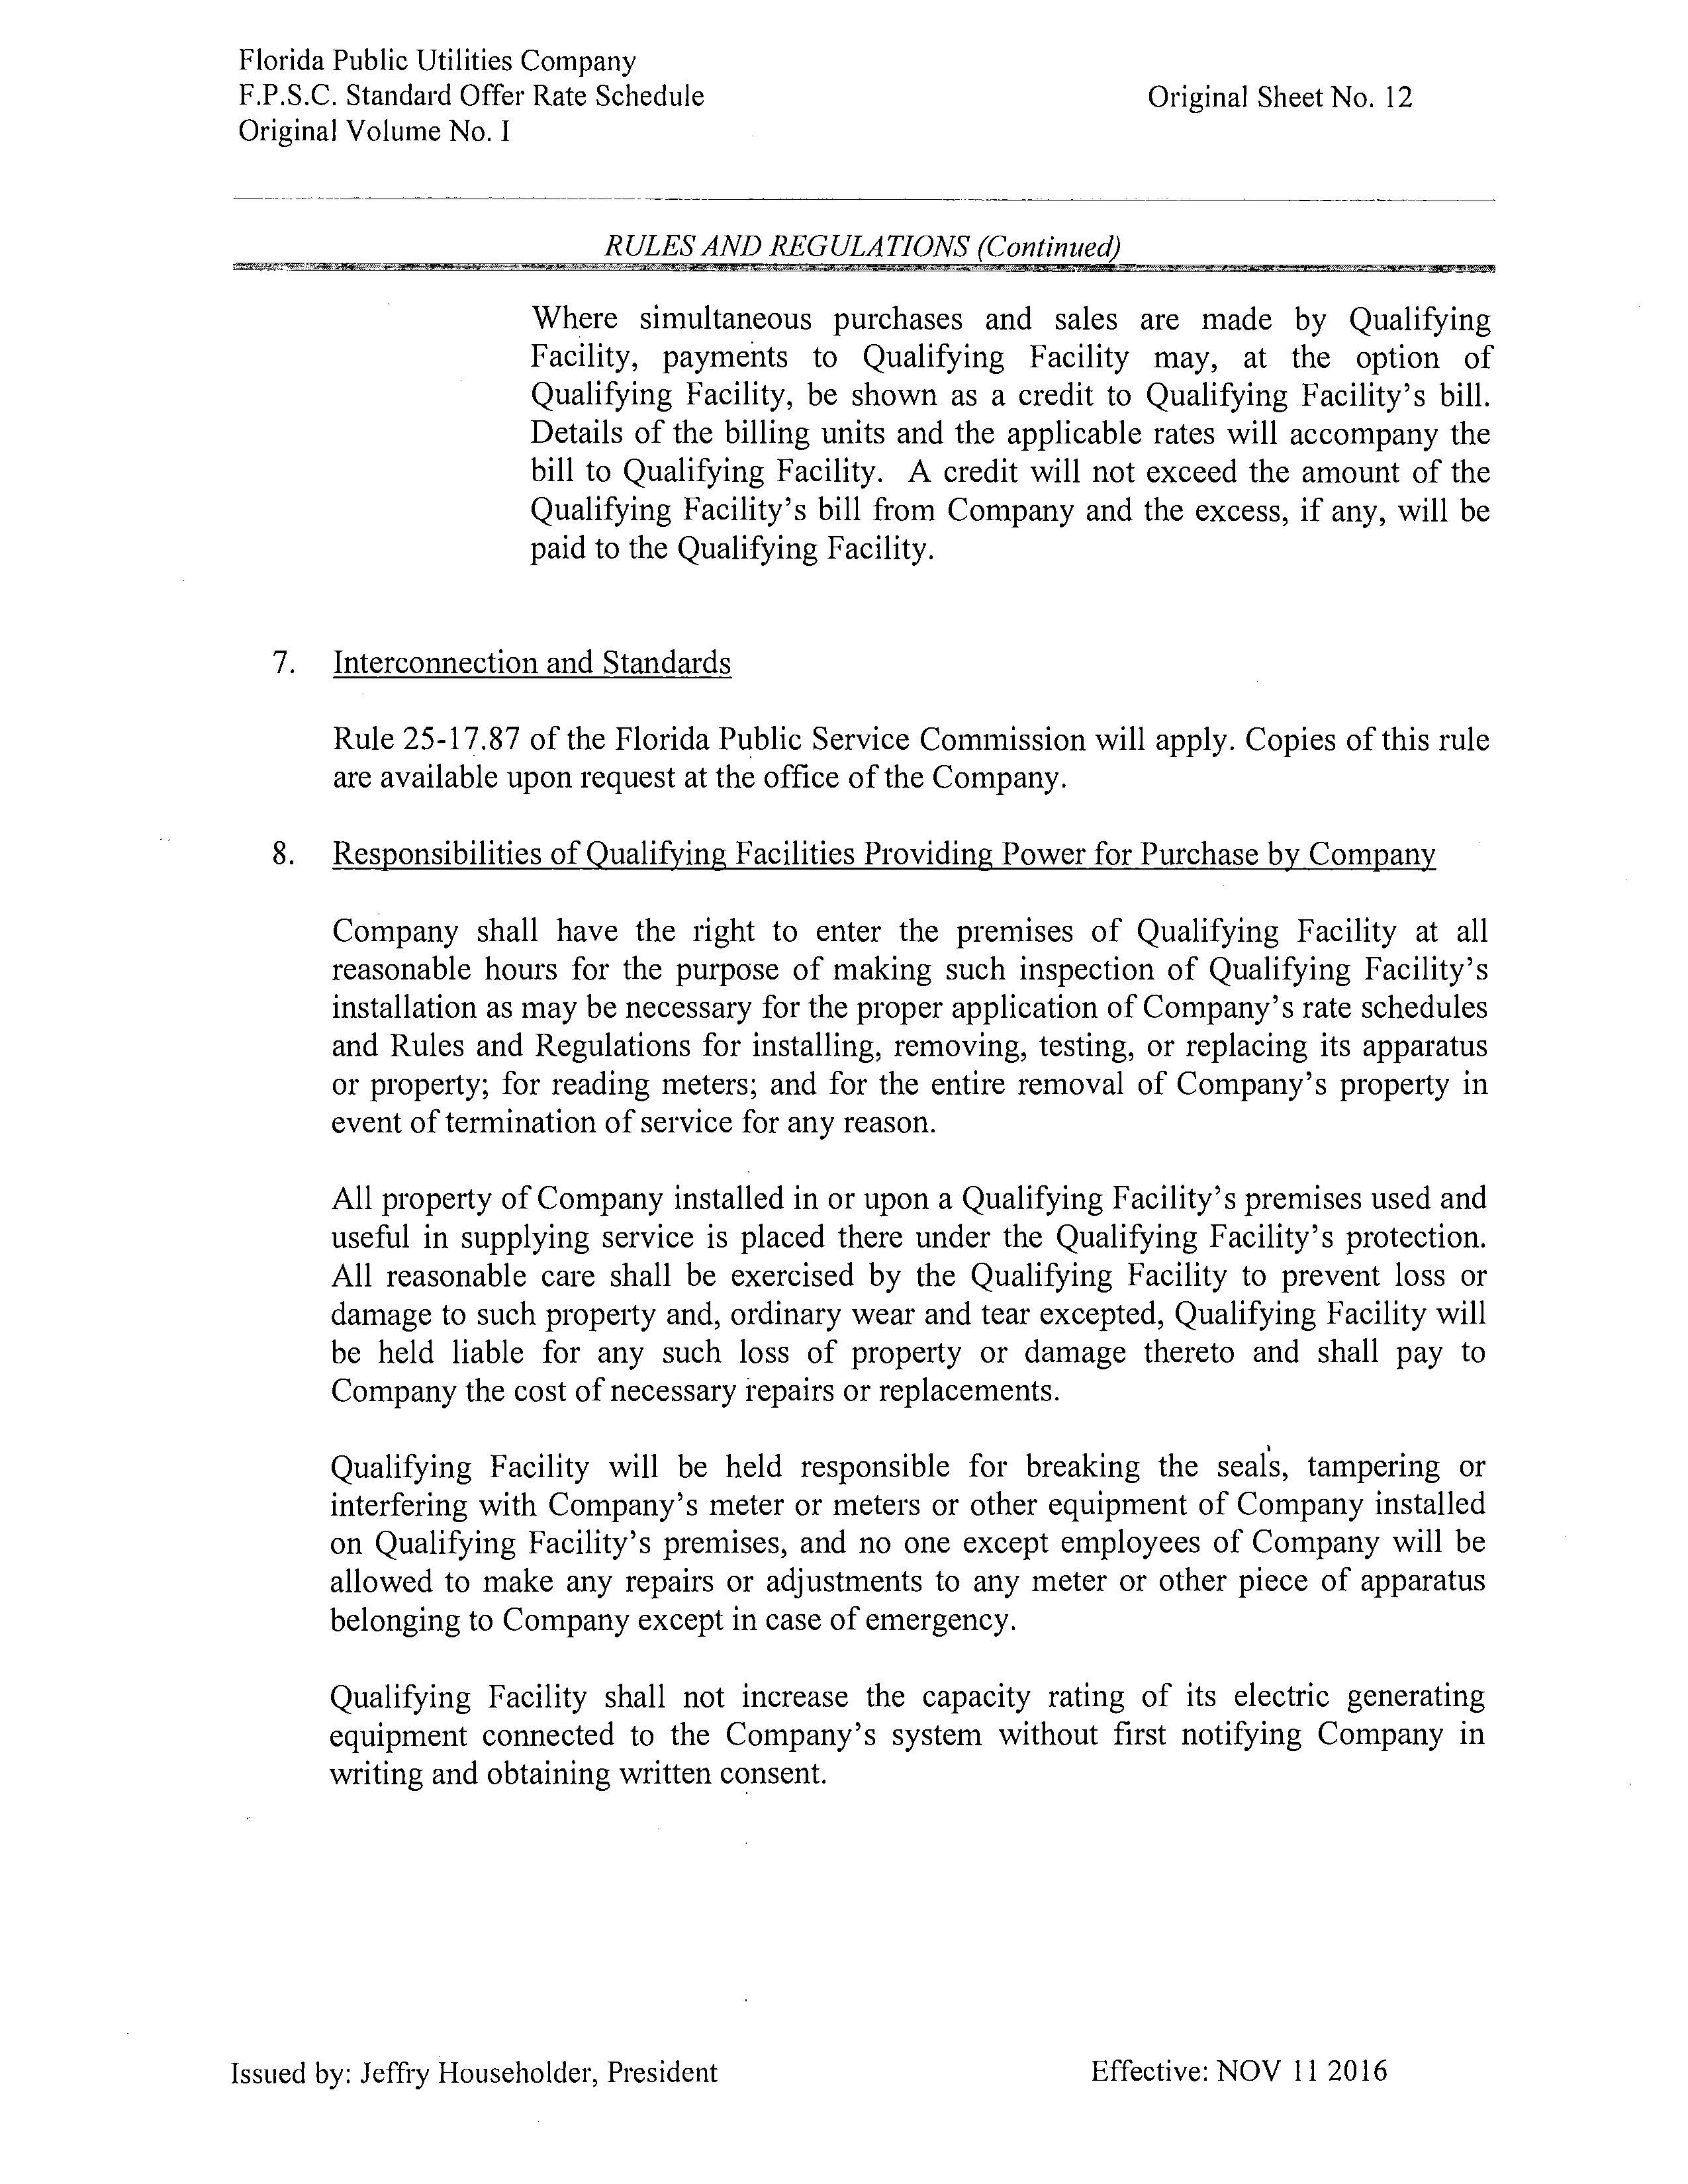 Florida Public Utilities Company
F.P.S.C. Standard Offer Rate Schedule
Original Sheet No. 12
Original Volume No. I
RULES AND REGULATIONS (Continued)
Where simultaneous purchases and sales are made by Qualifying
Facility, payments to Qualifying Facility may, at the option of
Qualifying Facility, be shown as a credit to Qualifying Facility's bill.
Details of the billing units and the applicable rates will accompany the
bill to Qualifying Facility. A credit will not exceed the amount of the
Qualifying Facility's bill from Company and the excess, if any, will be
paid to the Qualifying Facility.
7. Interconnection and Standards
Rule 25-17.87 of the Florida Public Service Commission will apply. Copies of this rule
are available upon request at the office of the Company.
8. Responsibilities of Qualifying Facilities Providing Power for Purchase by Company
Company shall have the right to enter the premises of Qualifying Facility at all
reasonable hours for the purpose of making such inspection of Qualifying Facility's
installation as may be necessary for the proper application of Company's rate schedules
and Rules and Regulations for installing, removing, testing, or replacing its apparatus
or property; for reading meters; and for the entire removal of Company's property in
event of termination of service for any reason.
All property of Company installed in or upon a Qualifying Facility's premises used and
useful in supplying service is placed there under the Qualifying Facility's protection.
All reasonable care shall be exercised by the Qualifying Facility to prevent loss or
damage to such property and, ordinary wear and tear excepted, Qualifying Facility will
be held liable for any such loss of property or damage thereto and shall pay to
Company the cost of necessary repairs or replacements.
Qualifying Facility will be held responsible for breaking the seals, tampering or
interfering with Company's meter or meters or other equipment of Company installed
on Qualifying Facility's premises, and no one except employees of Company will be
allowed to make any repairs or adjustments to any meter or other piece of apparatus
belonging to Company except in case of emergency.
Qualifying Facility shall not increase the capacity rating of its electric generating
equipment connected to the Company's system without first notifying Company in
writing and obtaining written consent.
Issued by: Jeffry Householder, President
Effective: NOV 11 2016